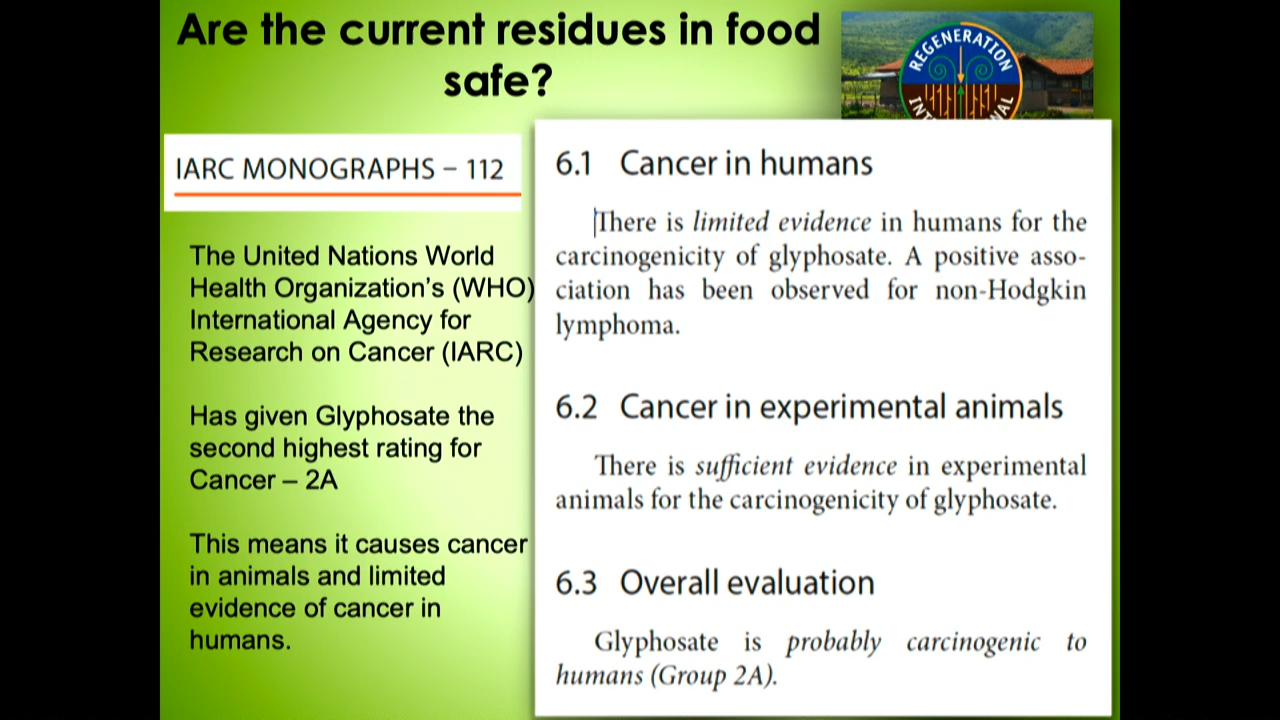 Are the current residues in food
safe?
REGENERATION
IARC MONOGRAPHS – 112
The United Nations World
Health Organization’s (WHO)
International Agency for
Research on Cancer (IARC)
Has given Glyphosate the
second highest rating for
Cancer – 2A
This means it causes cancer
in animals and limited
evidence of cancer in
humans.
6.1 Cancer in humans
There is limited evidence in humans for the
carcinogenicity of glyphosate. A positive asso-
ciation has been observed for non-Hodgkin
lymphoma.
6.2 Cancer in experimental animals
There is sufficient evidence in experimental
animals for the carcinogenicity of glyphosate.
6.3 Overall evaluation
Glyphosate is probably carcinogenic to
humans (Group 2A).